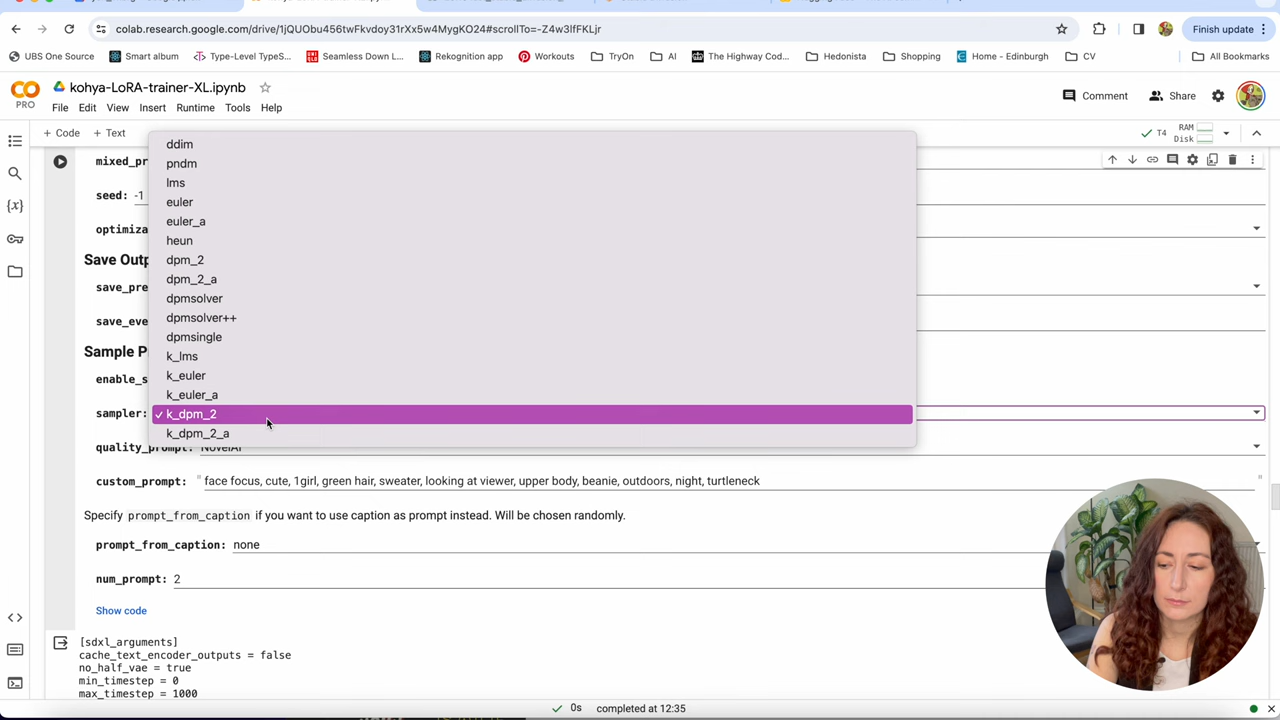 colab.research.google.com/drive/1jQUObu456twFkvdoy31rXx5w4MygKO24#scrollTo=-Z4w3lfFKLjr
Finish update
UBS One Source
Smart album
Type-Level TypeS...
Seamless Down L...
Rekognition app
Workouts
TryOn
AI
The Highway Cod...
Hedonista
Shopping
Home - Edinburgh
CV
All Bookmarks
CO
PRO
kohya-LoRA-trainer-XL.ipynb
File Edit View Insert Runtime Tools Help
Comment
Share
+ Code + Text
T4
RAM
Disk
mixed_pr
seed: -1
optimiza
Save Outp
save_pre
save_eve
Sample P
enable_s
sampler:
ddim
pndm
lms
euler
euler_a
heun
dpm_2
dpm_2_a
dpmsolver
dpmsolver++
dpmsingle
k_lms
k_euler
k_euler_a
✓ k_dpm_2
k_dpm_2_a
quality_prompt: NovelAI
custom_prompt: " face focus, cute, 1girl, green hair, sweater, looking at viewer, upper body, beanie, outdoors, night, turtleneck "
Specify prompt_from_caption if you want to use caption as prompt instead. Will be chosen randomly.
prompt_from_caption: none
num_prompt: 2
Show code
[sdxl_arguments]
cache_text_encoder_outputs = false
no_half_vae = true
min_timestep = 0
max_timestep = 1000
0s completed at 12:35